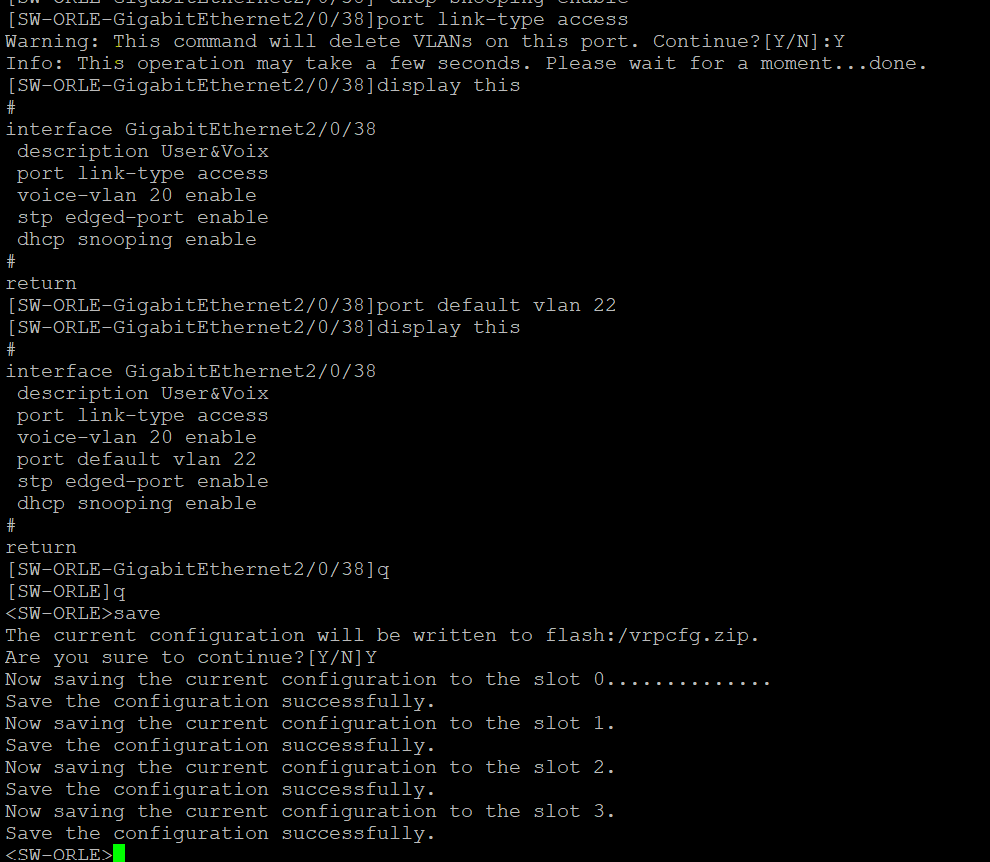 [SW-ORLE-GigabitEthernet2/0/38] dhcp snooping enable
[SW-ORLE-GigabitEthernet2/0/38]port link-type access
Warning: This command will delete VLANs on this port. Continue?[Y/N]:Y
Info: This operation may take a few seconds. Please wait for a moment...done.
[SW-ORLE-GigabitEthernet2/0/38]display this
#
interface GigabitEthernet2/0/38
 description User&Voix
 port link-type access
 voice-vlan 20 enable
 stp edged-port enable
 dhcp snooping enable
#
return
[SW-ORLE-GigabitEthernet2/0/38]port default vlan 22
[SW-ORLE-GigabitEthernet2/0/38]display this
#
interface GigabitEthernet2/0/38
 description User&Voix
 port link-type access
 voice-vlan 20 enable
 port default vlan 22
 stp edged-port enable
 dhcp snooping enable
#
return
[SW-ORLE-GigabitEthernet2/0/38]q
[SW-ORLE]q
<SW-ORLE>save
The current configuration will be written to flash:/vrpcfg.zip.
Are you sure to continue?[Y/N]Y
Now saving the current configuration to the slot 0..............
Save the configuration successfully.
Now saving the current configuration to the slot 1.
Save the configuration successfully.
Now saving the current configuration to the slot 2.
Save the configuration successfully.
Now saving the current configuration to the slot 3.
Save the configuration successfully.
<SW-ORLE>